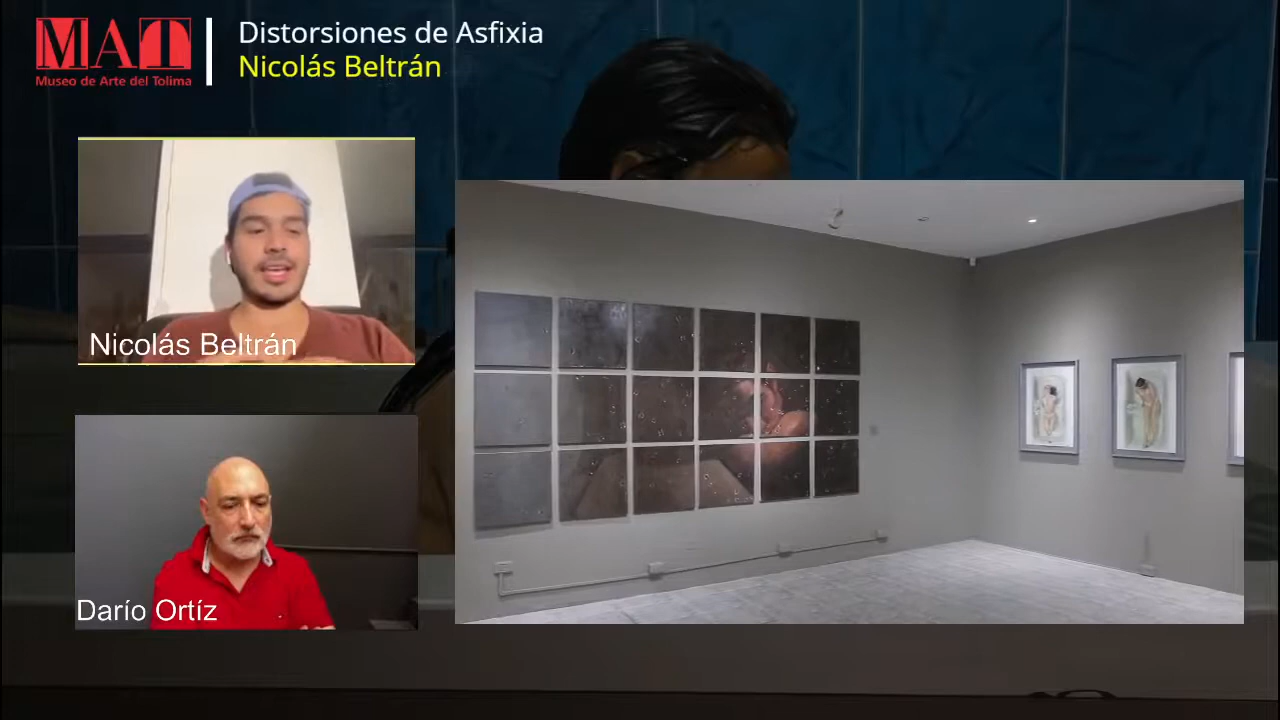 MAT
Museo de Arte del Tolima
Distorsiones de Asfixia
Nicolás Beltrán
Nicolás Beltrán
Darío Ortíz